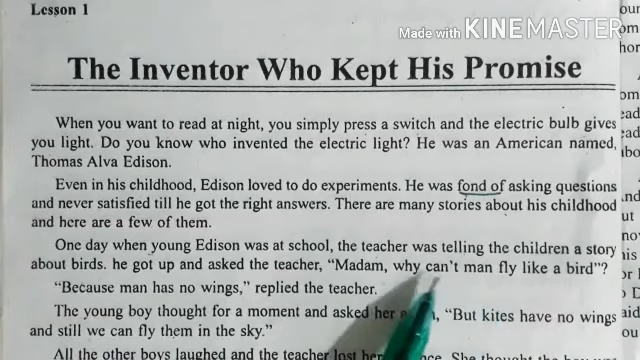 Lesson 1
Made with KINEMASTER
The Inventor Who Kept His Promise
When you want to read at night, you simply press a switch and the electric bulb gives
you light. Do you know who invented the electric light? He was an American named,
Thomas Alva Edison.
Even in his childhood, Edison loved to do experiments. He was fond of asking questions
and never satisfied till he got the right answers. There are many stories about his childhood
and here are a few of them.
One day when young Edison was at school, the teacher was telling the children a story
about birds. he got up and asked the teacher, “Madam, why can't man fly like a bird”?
“Because man has no wings,” replied the teacher.
The young boy thought for a moment and asked her “But kites have no wings
and still we can fly them in the sky.”
All the other boys laughed and the teacher lost her